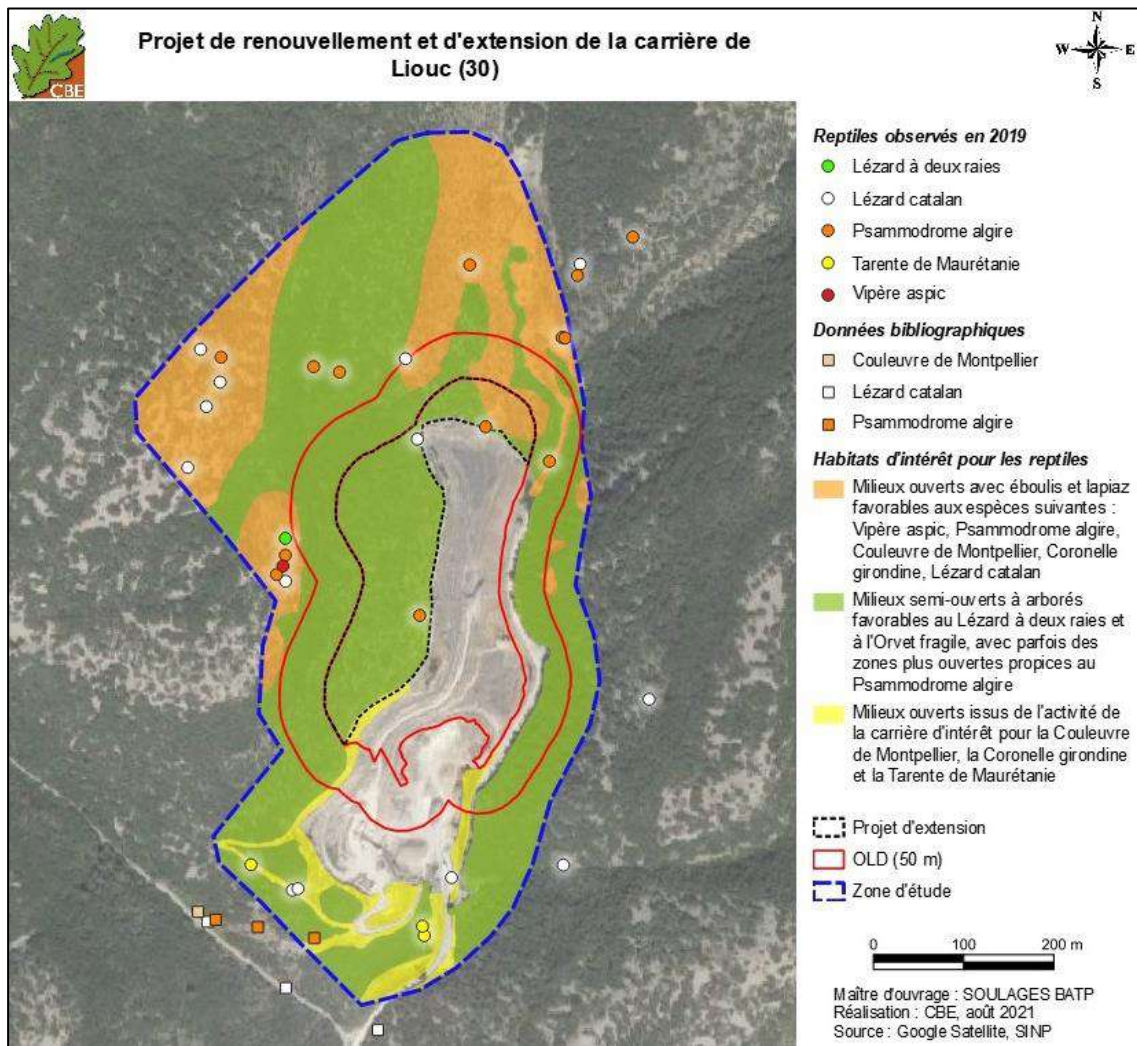 CBE
Projet de renouvellement et d'extension de la carrière de
Liouc (30)
N
W
E
S
Reptiles observés en 2019
Lézard à deux raies
Lézard catalan
Psammodrome algire
Tarente de Maurétanie
Vipère aspic
Données bibliographiques
Couleuvre de Montpellier
Lézard catalan
Psammodrome algire
Habitats d'intérêt pour les reptiles
Milieux ouverts avec éboulis et lapiaz
favorables aux espèces suivantes :
Vipère aspic, Psammodrome algire,
Couleuvre de Montpellier, Coronelle
girondine, Lézard catalan
Milieux semi-ouverts à arborés
favorables au Lézard à deux raies et
à l'Orvet fragile, avec parfois des
zones plus ouvertes propices au
Psammodrome algire
Milieux ouverts issus de l'activité de
la carrière d'intérêt pour la Couleuvre
de Montpellier, la Coronelle girondine
et la Tarente de Maurétanie
Projet d'extension
OLD (50 m)
Zone d'étude
0 100 200 m
Maître d'ouvrage : SOULAGES BATP
Réalisation : CBE, août 2021
Source : Google Satellite, SINP